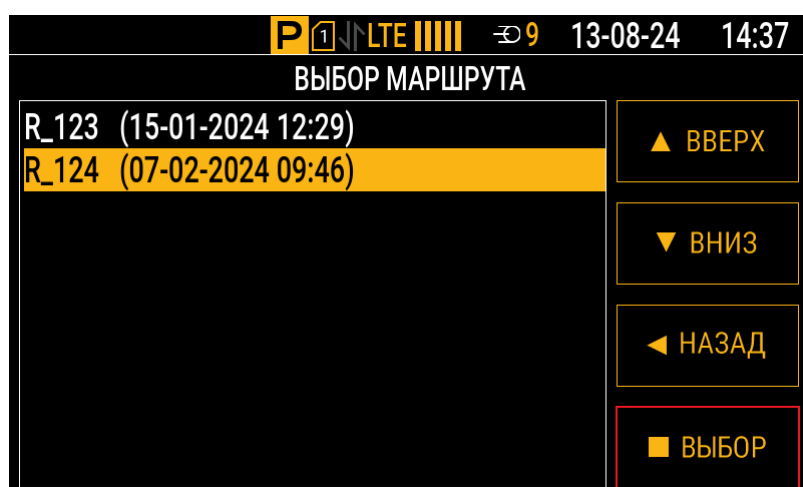 P 1 LTE 9 13-08-24 14:37
ВЫБОР МАРШРУТА
R_123 (15-01-2024 12:29)
R_124 (07-02-2024 09:46)
▲ ВВЕРХ
▼ ВНИЗ
◀ НАЗАД
■ ВЫБОР